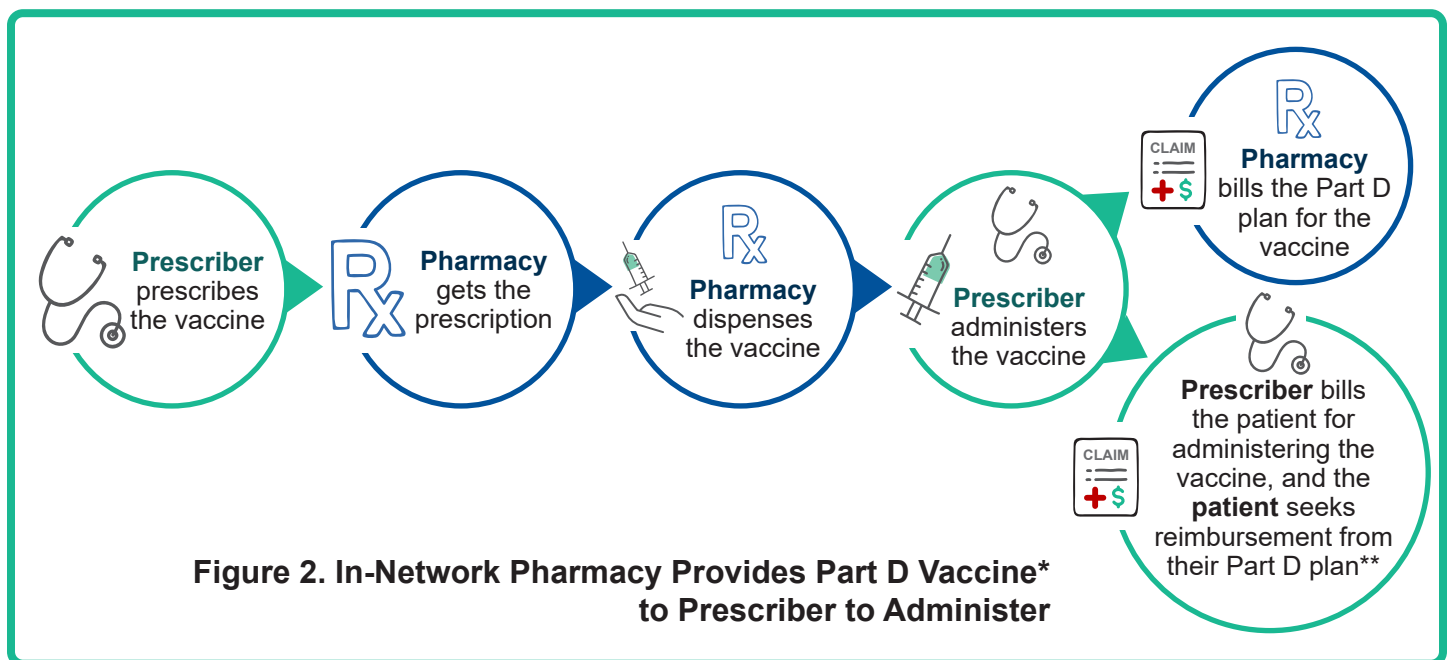 Prescriber
prescribes
the vaccine
Rx
Pharmacy
gets the
prescription
Rx
Pharmacy
dispenses
the vaccine
Prescriber
administers
the vaccine
CLAIM
$
Rx
Pharmacy
bills the Part D
plan for the
vaccine
CLAIM
$
Prescriber bills
the patient for
administering the
vaccine, and the
patient seeks
reimbursement from
their Part D plan**
Figure 2. In-Network Pharmacy Provides Part D Vaccine*
to Prescriber to Administer